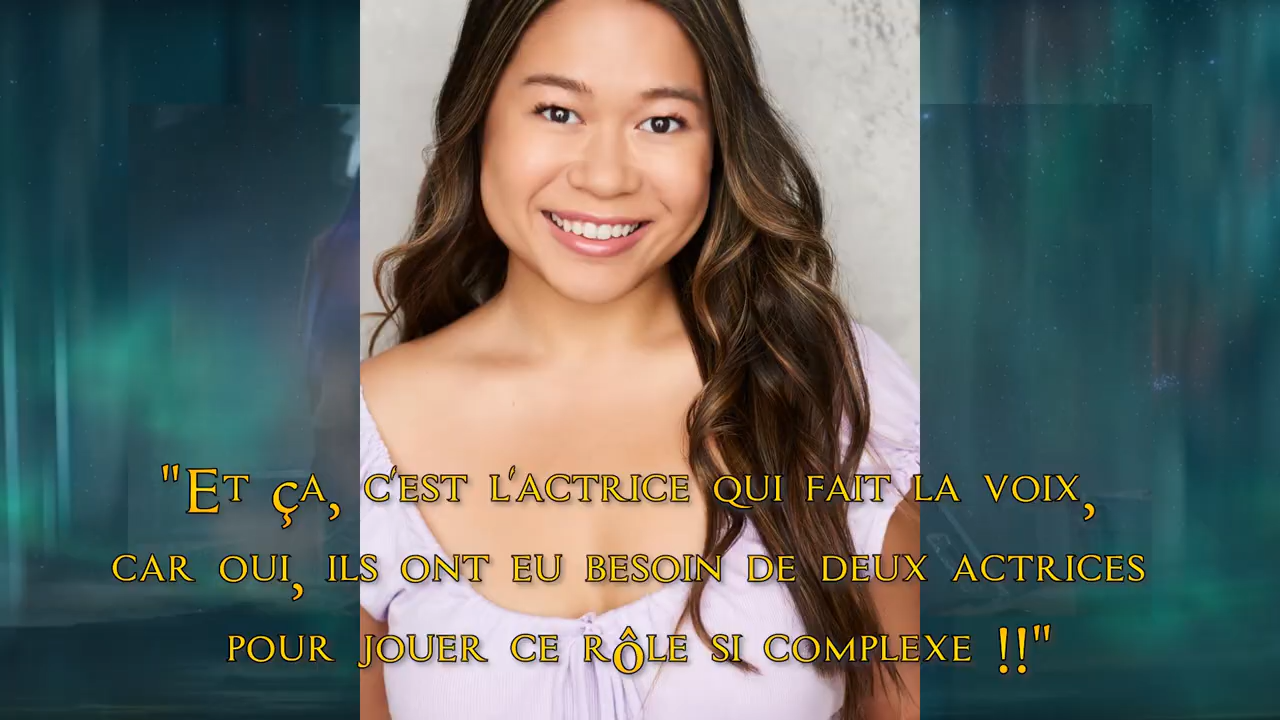 "Et ça, c'est l'actrice qui fait la voix,
car oui, ils ont eu besoin de deux actrices
pour jouer ce rôle si complexe !!"